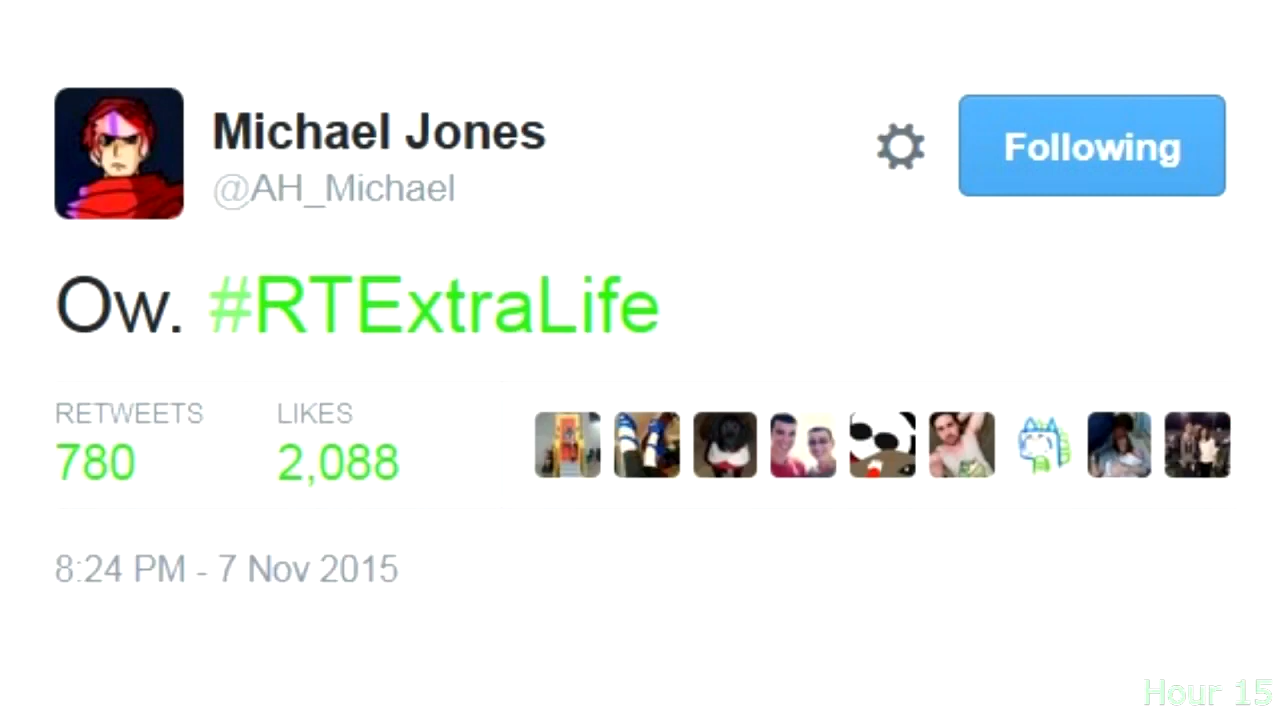 Michael Jones
@AH_Michael
Following
Ow. #RTExtraLife
RETWEETS
LIKES
780
2,088
8:24 PM - 7 Nov 2015
Hour 15